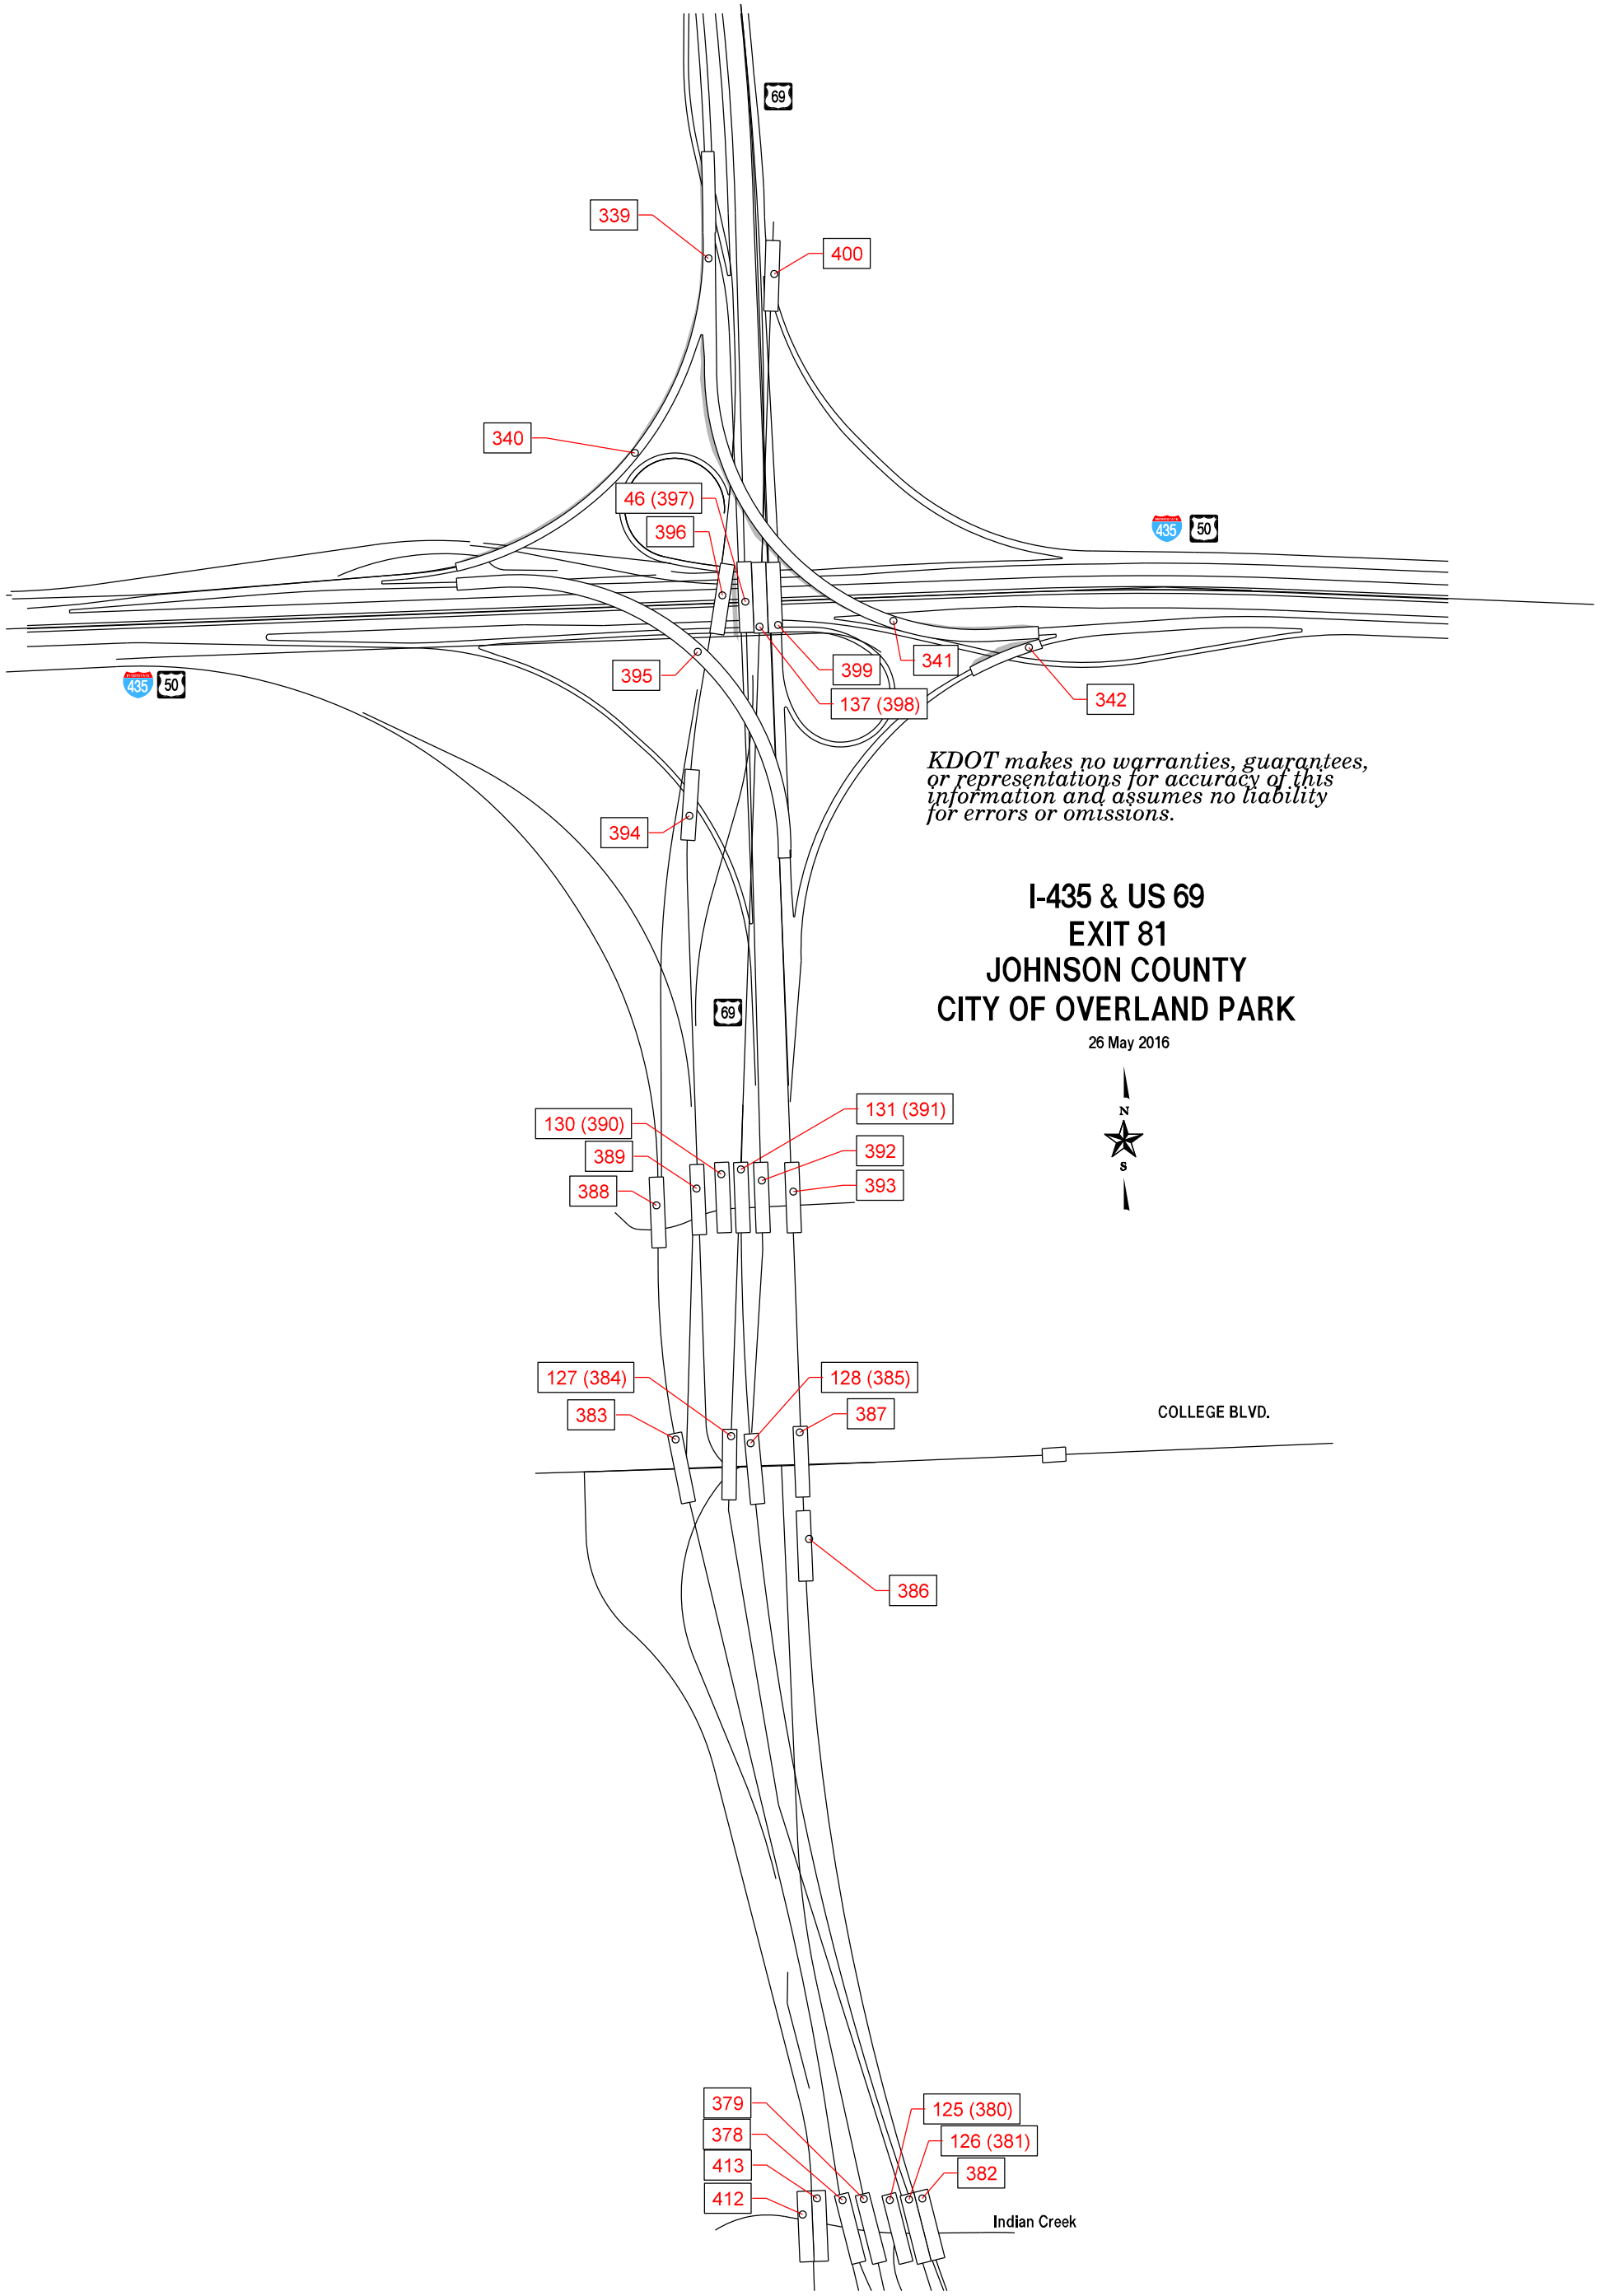 69
339
400
340
46 (397)
396
435 50
341
399
395
342
137 (398)
435 50
KDOT makes no warranties, guarantees,
or representations for accuracy of this
information and assumes no liability
for errors or omissions.
394
I-435 & US 69
EXIT 81
JOHNSON COUNTY
CITY OF OVERLAND PARK
69
26 May 2016
N
S
130 (390)
131 (391)
389
392
388
393
127 (384)
128 (385)
383
387
COLLEGE BLVD.
386
379
125 (380)
378
126 (381)
413
382
412
Indian Creek